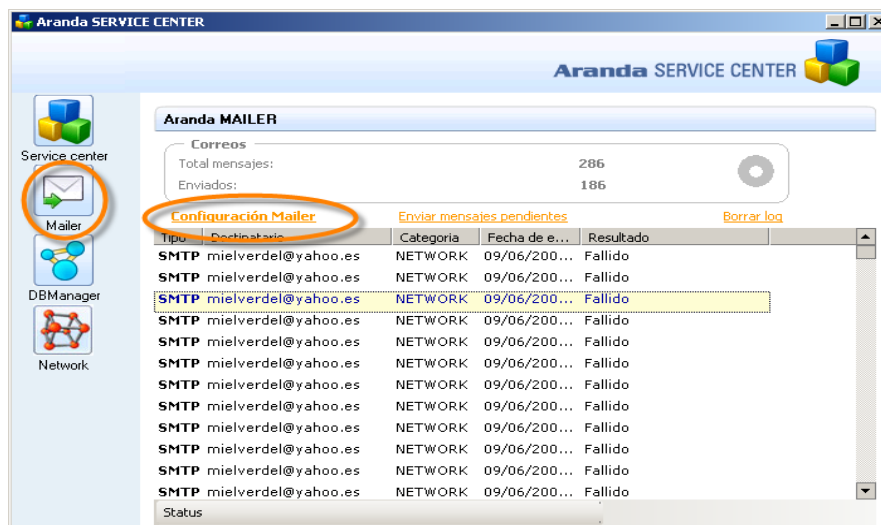 Aranda SERVICE CENTER
Aranda SERVICE CENTER
Service center
Mailer
DBManager
Network
Aranda MAILER
Correos
Total mensajes: 286
Enviados: 186
Configuración Mailer Enviar mensajes pendientes Borrar log
Tipo Destinatario Categoria Fecha de e... Resultado
SMTP mielverdel@yahoo.es NETWORK 09/06/200... Fallido
SMTP mielverdel@yahoo.es NETWORK 09/06/200... Fallido
SMTP mielverdel@yahoo.es NETWORK 09/06/200... Fallido
SMTP mielverdel@yahoo.es NETWORK 09/06/200... Fallido
SMTP mielverdel@yahoo.es NETWORK 09/06/200... Fallido
SMTP mielverdel@yahoo.es NETWORK 09/06/200... Fallido
SMTP mielverdel@yahoo.es NETWORK 09/06/200... Fallido
SMTP mielverdel@yahoo.es NETWORK 09/06/200... Fallido
SMTP mielverdel@yahoo.es NETWORK 09/06/200... Fallido
SMTP mielverdel@yahoo.es NETWORK 09/06/200... Fallido
SMTP mielverdel@yahoo.es NETWORK 09/06/200... Fallido
SMTP mielverdel@yahoo.es NETWORK 09/06/200... Fallido
Status